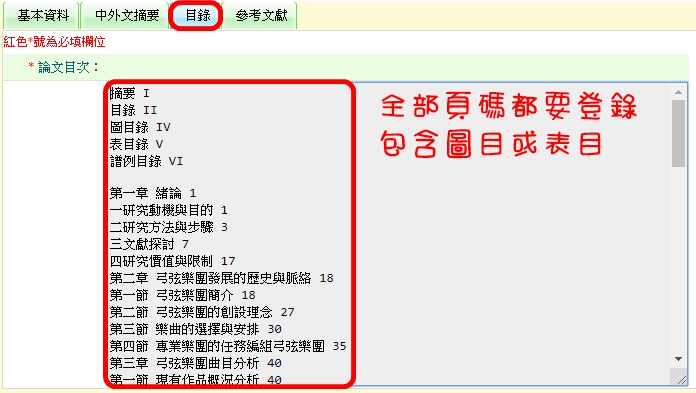 基本資料 中外文摘要 目錄 參考文獻
紅色*號為必填欄位
* 論文目次：
摘要 I
目錄 II
圖目錄 IV
表目錄 V
譜例目錄 VI
第一章 緒論 1
一研究動機與目的 1
二研究方法與步驟 3
三文獻探討 7
四研究價值與限制 17
第二章 弓弦樂團發展的歷史與脈絡 18
第一節 弓弦樂團簡介 18
第二節 弓弦樂團的創設理念 27
第三節 樂曲的選擇與安排 30
第四節 專業樂團的任務編組弓弦樂團 35
第三章 弓弦樂團曲目分析 40
第一節 現有作品概況分析 40
全部頁碼都要登錄
包含圖目或表目